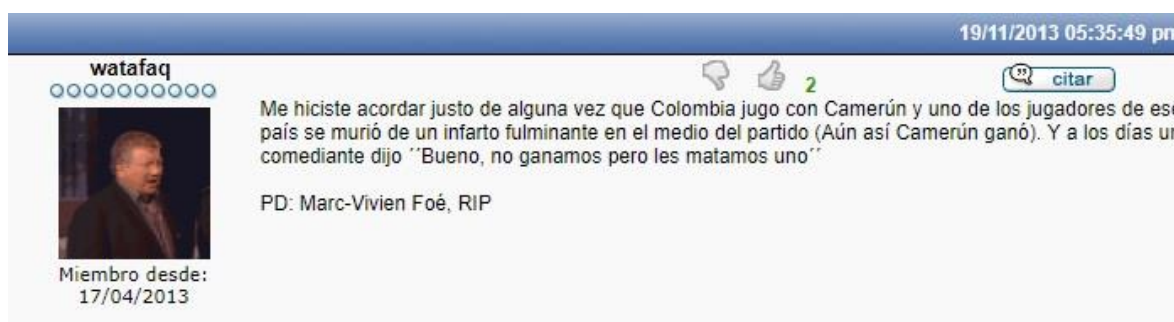 19/11/2013 05:35:49 pm
watafaq
2
citar
Me hiciste acordar justo de alguna vez que Colombia jugo con Camerún y uno de los jugadores de ese
país se murió de un infarto fulminante en el medio del partido (Aún así Camerún ganó). Y a los días un
comediante dijo ´´Bueno, no ganamos pero les matamos uno´´
PD: Marc-Vivien Foé, RIP
Miembro desde:
17/04/2013